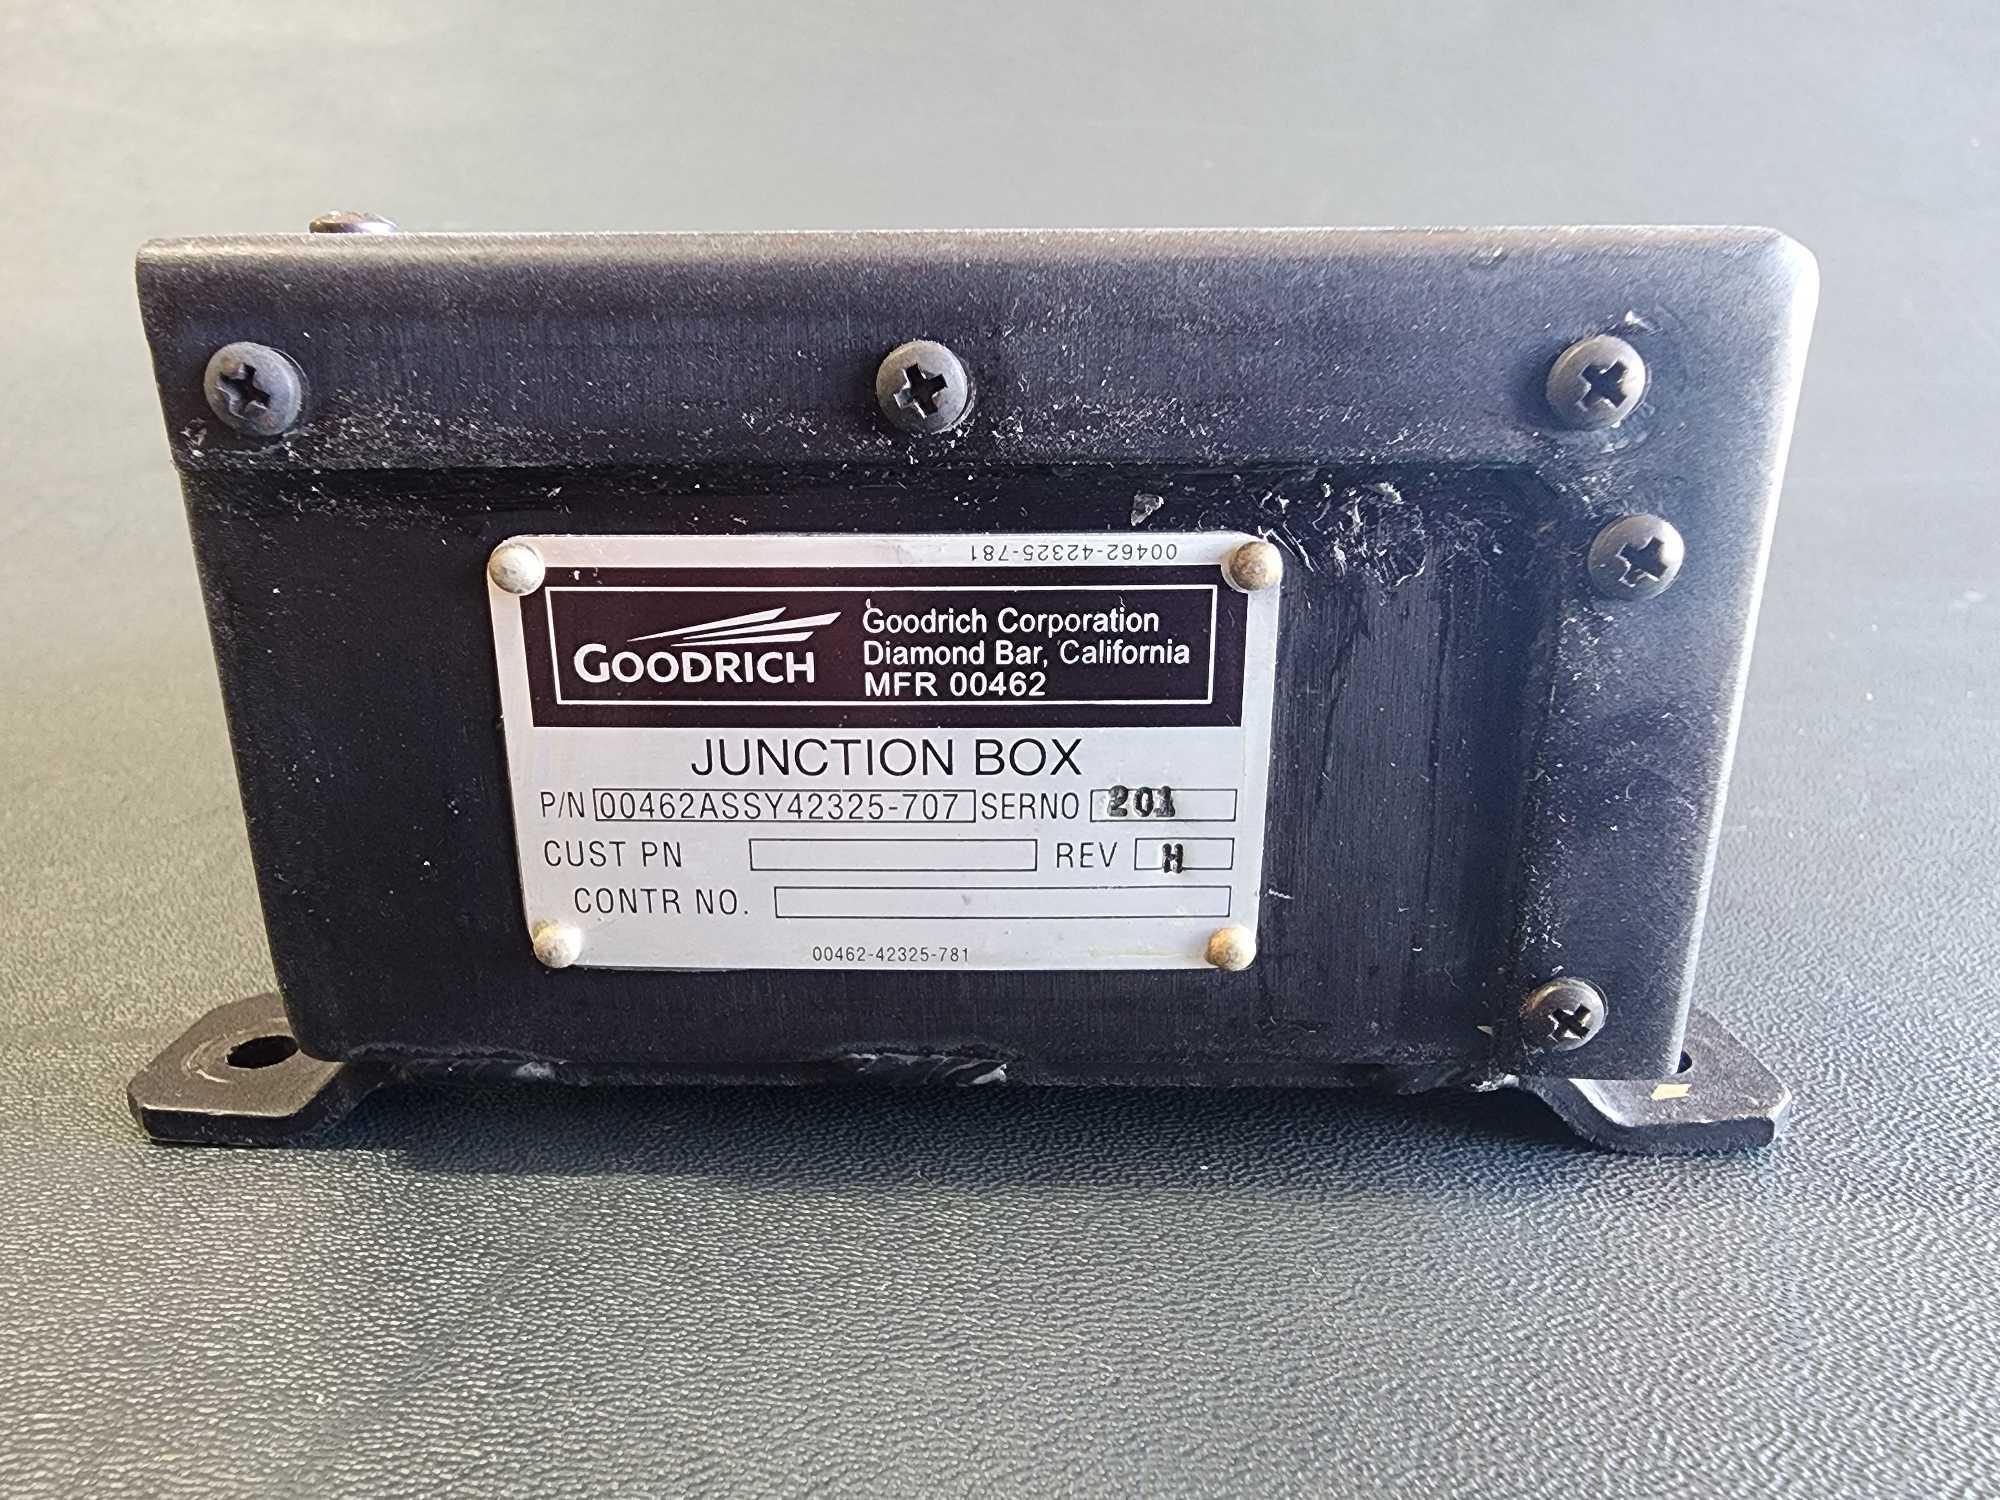 00462-42325-781
GOODRICH
Goodrich Corporation
Diamond Bar, California
MFR 00462
JUNCTION BOX
P/N 00462ASSY42325-707 SERNO 201
CUST PN REV H
CONTR NO.
00462-42325-781